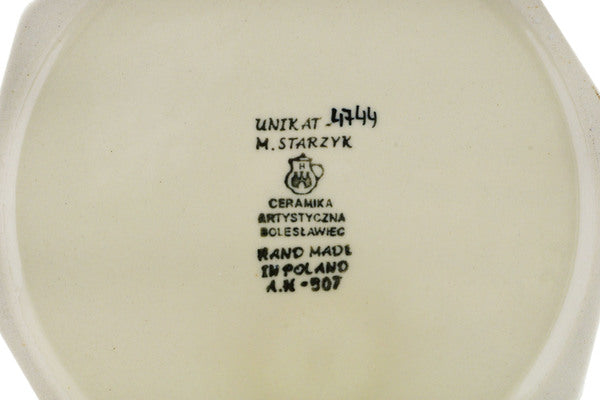 UNIKAT-4744
M. STARZYK
H
CERAMIKA
ARTYSTYCZNA
BOLESŁAWIEC
HAND MADE
IN POLAND
A.M-907